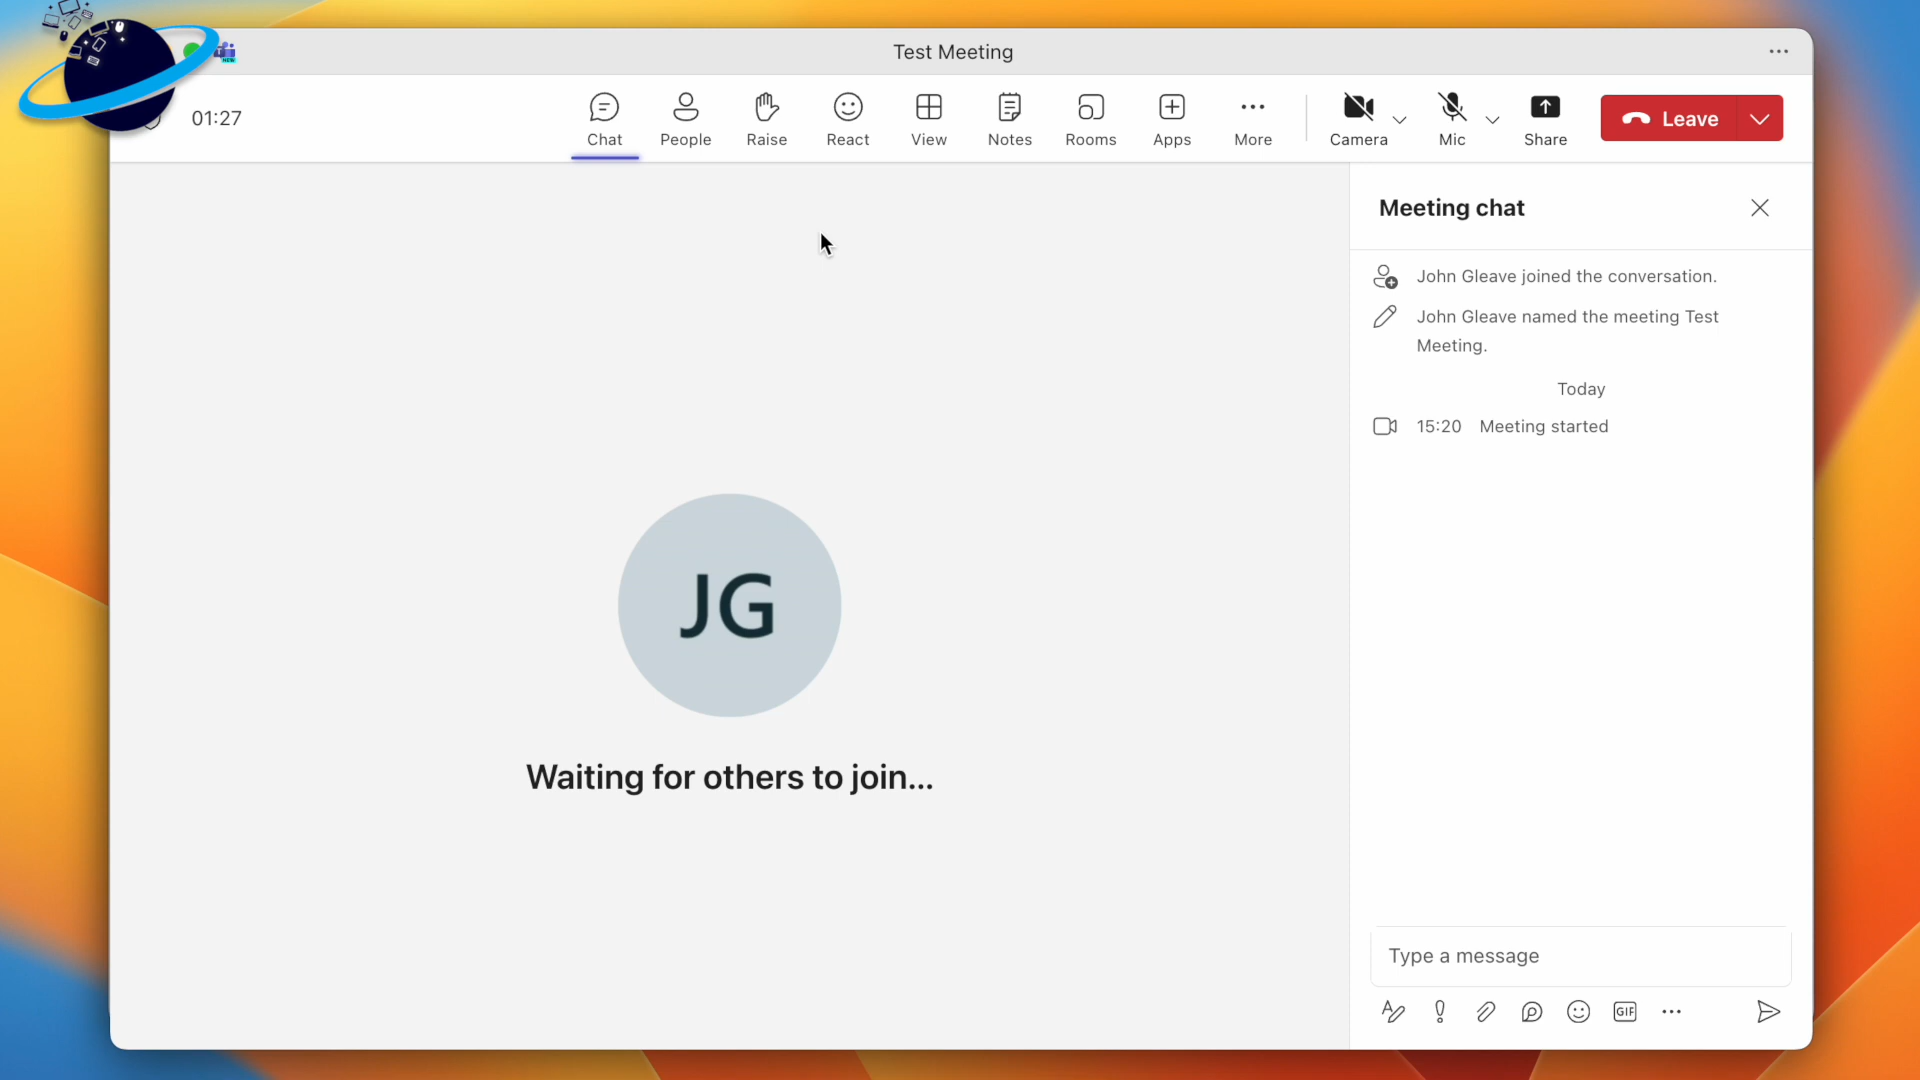 Test Meeting
NEW
01:27
Chat
People
Raise
React
View
Notes
Rooms
Apps
More
Camera
Mic
Share
Leave
Meeting chat
John Gleave joined the conversation.
John Gleave named the meeting Test
Meeting.
Today
15:20 Meeting started
JG
Waiting for others to join...
Type a message
GIF